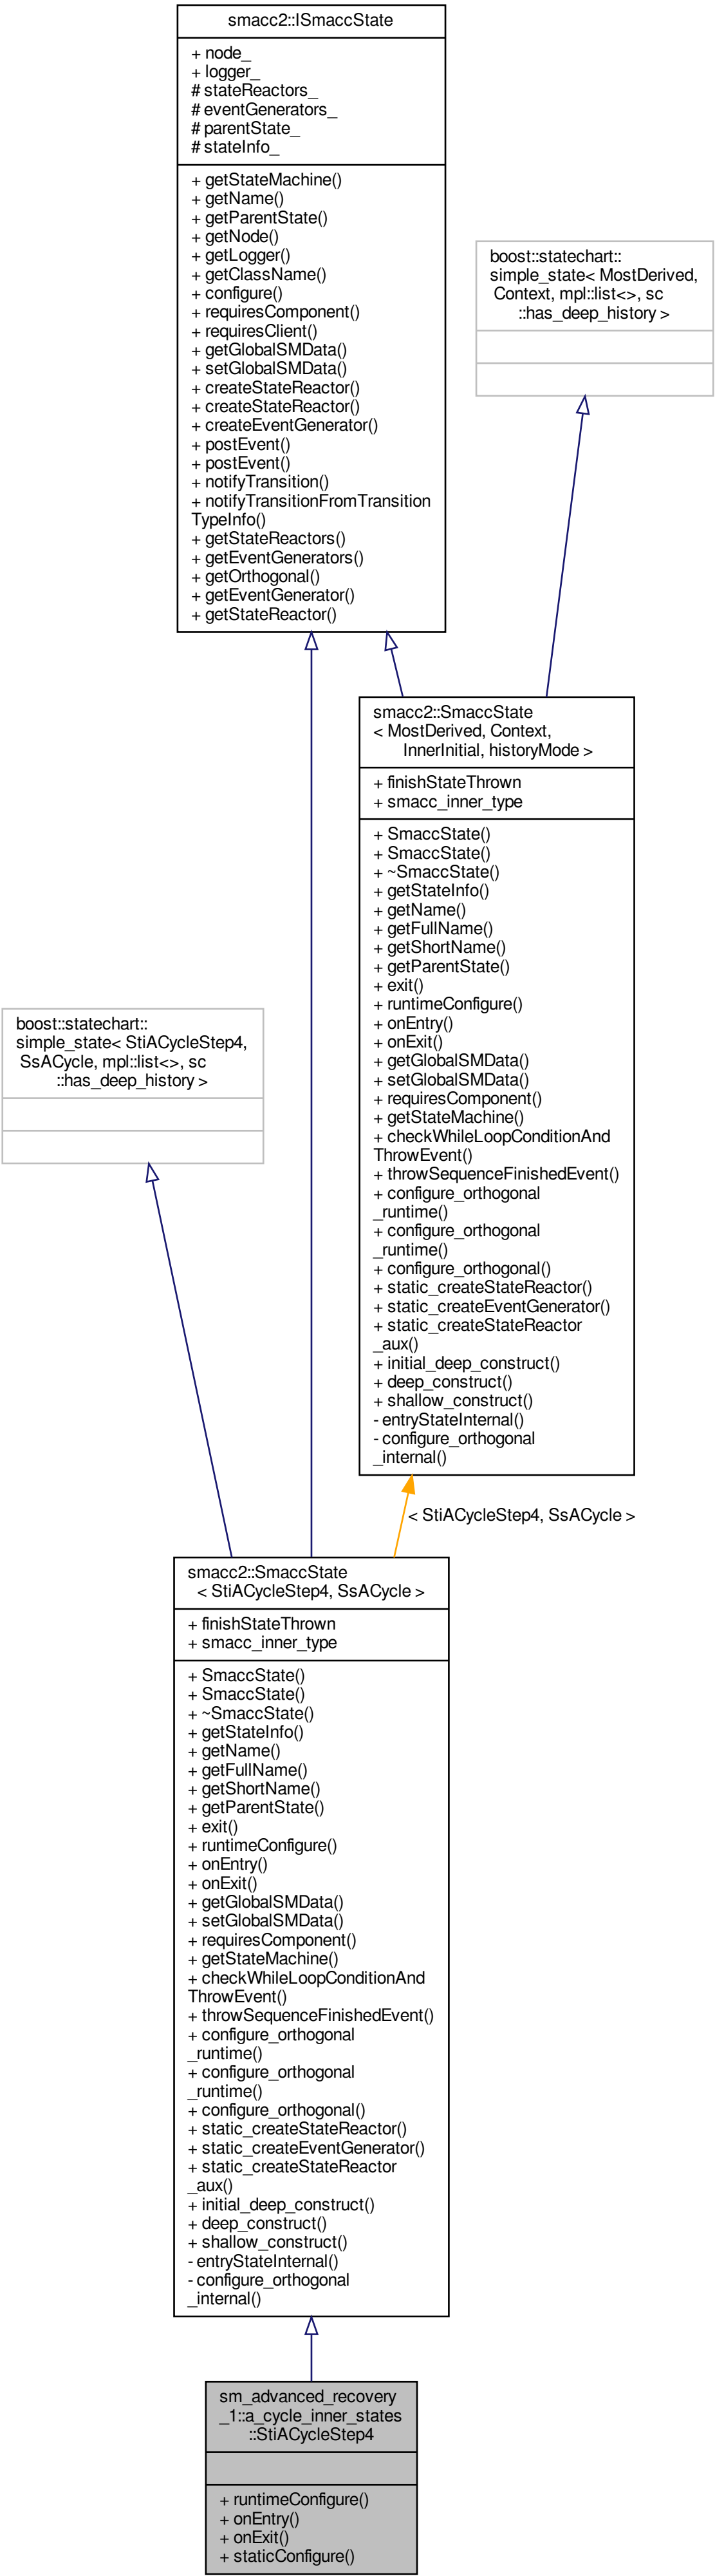 smacc2::ISmaccState
+ node_
+ logger_
# stateReactors_
# eventGenerators_
# parentState_
# stateInfo_
+ getStateMachine()
+ getName()
+ getParentState()
+ getNode()
+ getLogger()
+ getClassName()
+ configure()
+ requiresComponent()
+ requiresClient()
+ getGlobalSMData()
+ setGlobalSMData()
+ createStateReactor()
+ createStateReactor()
+ createEventGenerator()
+ postEvent()
+ postEvent()
+ notifyTransition()
+ notifyTransitionFromTransition
TypeInfo()
+ getStateReactors()
+ getEventGenerators()
+ getOrthogonal()
+ getEventGenerator()
+ getStateReactor()
boost::statechart::
simple_state< MostDerived,
Context, mpl::list<>, sc
::has_deep_history >
smacc2::SmaccState
< MostDerived, Context,
InnerInitial, historyMode >
+ finishStateThrown
+ smacc_inner_type
+ SmaccState()
+ SmaccState()
+ ~SmaccState()
+ getStateInfo()
+ getName()
+ getFullName()
+ getShortName()
+ getParentState()
+ exit()
+ runtimeConfigure()
+ onEntry()
+ onExit()
+ getGlobalSMData()
+ setGlobalSMData()
+ requiresComponent()
+ getStateMachine()
+ checkWhileLoopConditionAnd
ThrowEvent()
+ throwSequenceFinishedEvent()
+ configure_orthogonal
_runtime()
+ configure_orthogonal
_runtime()
+ configure_orthogonal()
+ static_createStateReactor()
+ static_createEventGenerator()
+ static_createStateReactor
_aux()
+ initial_deep_construct()
+ deep_construct()
+ shallow_construct()
- entryStateInternal()
- configure_orthogonal
_internal()
boost::statechart::
simple_state< StiACycleStep4,
SsACycle, mpl::list<>, sc
::has_deep_history >
< StiACycleStep4, SsACycle >
smacc2::SmaccState
< StiACycleStep4, SsACycle >
+ finishStateThrown
+ smacc_inner_type
+ SmaccState()
+ SmaccState()
+ ~SmaccState()
+ getStateInfo()
+ getName()
+ getFullName()
+ getShortName()
+ getParentState()
+ exit()
+ runtimeConfigure()
+ onEntry()
+ onExit()
+ getGlobalSMData()
+ setGlobalSMData()
+ requiresComponent()
+ getStateMachine()
+ checkWhileLoopConditionAnd
ThrowEvent()
+ throwSequenceFinishedEvent()
+ configure_orthogonal
_runtime()
+ configure_orthogonal
_runtime()
+ configure_orthogonal()
+ static_createStateReactor()
+ static_createEventGenerator()
+ static_createStateReactor
_aux()
+ initial_deep_construct()
+ deep_construct()
+ shallow_construct()
- entryStateInternal()
- configure_orthogonal
_internal()
sm_advanced_recovery
_1::a_cycle_inner_states
::StiACycleStep4
+ runtimeConfigure()
+ onEntry()
+ onExit()
+ staticConfigure()